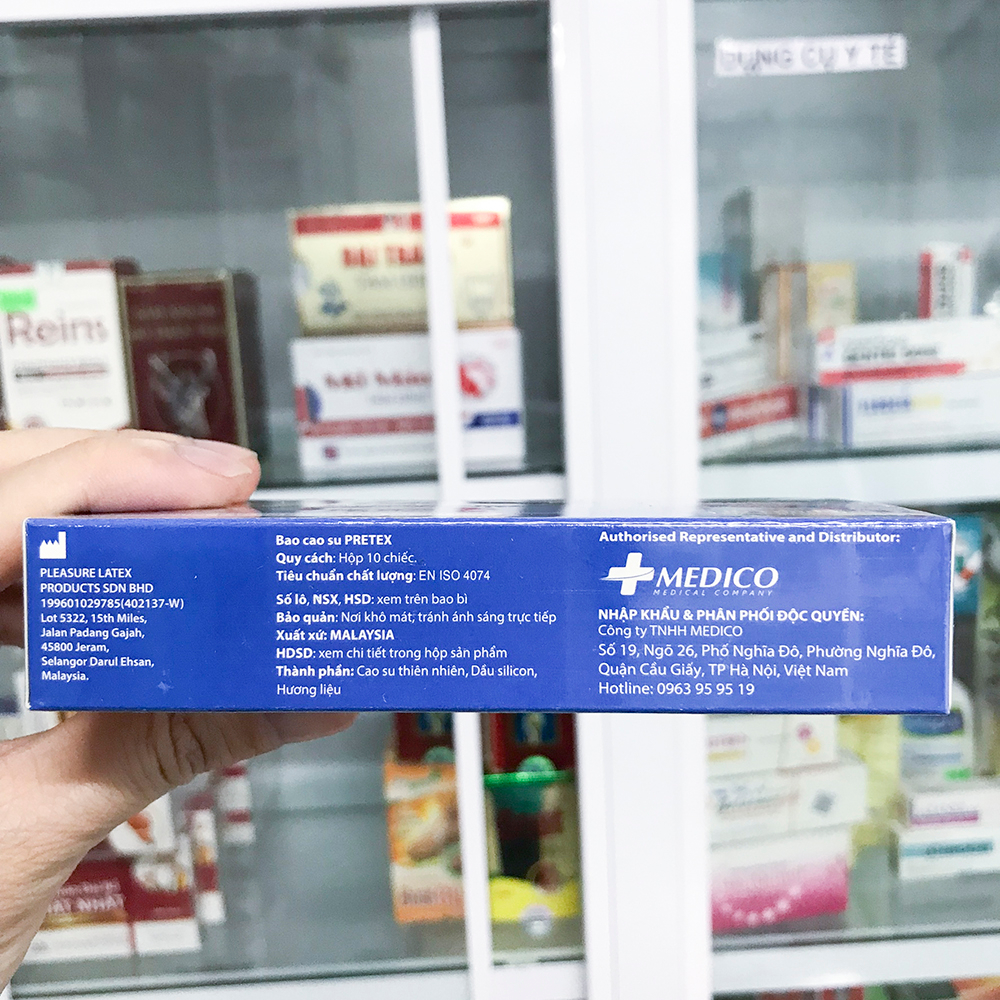 DỤNG CỤ Y TẾ
Reins
PLEASURE LATEX
PRODUCTS SDN BHD
199601029785(402137-W)
Lot 5322, 15th Miles,
Jalan Padang Gajah,
45800 Jeram,
Selangor Darul Ehsan,
Malaysia.
Bao cao su PRETEX
Quy cách: Hộp 10 chiếc.
Tiêu chuẩn chất lượng: EN ISO 4074
Số lô, NSX, HSD: xem trên bao bì
Bảo quản: Nơi khô mát, tránh ánh sáng trực tiếp
Xuất xứ: MALAYSIA
HDSD: xem chi tiết trong hộp sản phẩm
Thành phần: Cao su thiên nhiên, Dầu silicon,
Hương liệu
Authorised Representative and Distributor:
MEDICO
MEDICAL COMPANY
NHẬP KHẨU & PHÂN PHỐI ĐỘC QUYỀN:
Công ty TNHH MEDICO
Số 19, Ngõ 26, Phố Nghĩa Đô, Phường Nghĩa Đô,
Quận Cầu Giấy, TP Hà Nội, Việt Nam
Hotline: 0963 95 95 19